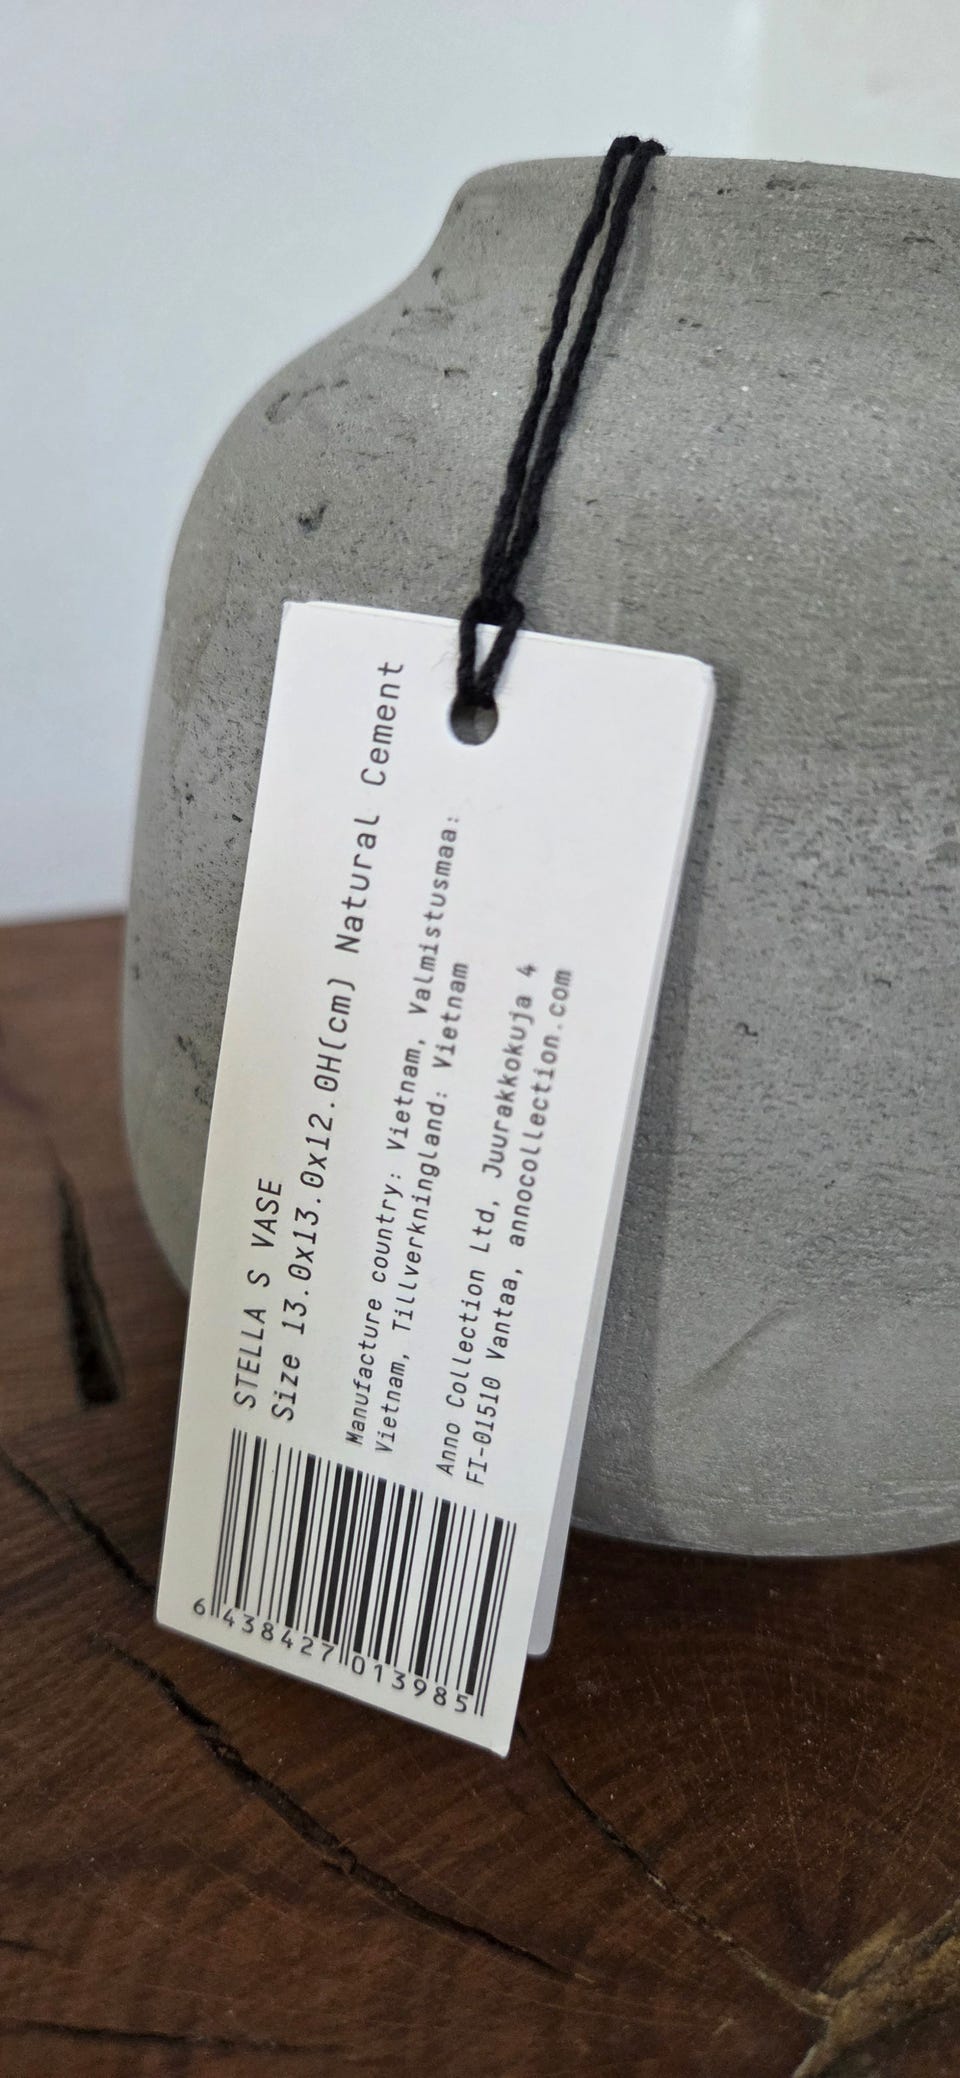 STELLA S VASE
Size 13.0x13.0x12.0H(cm) Natural Cement
Manufacture country: Vietnam, Valmistusmaa:
Vietnam, Tillverkningland: Vietnam
Anno Collection Ltd, Juurakkokuja 4
FI-01510 Vantaa, annocollection.com
6 438427 013985